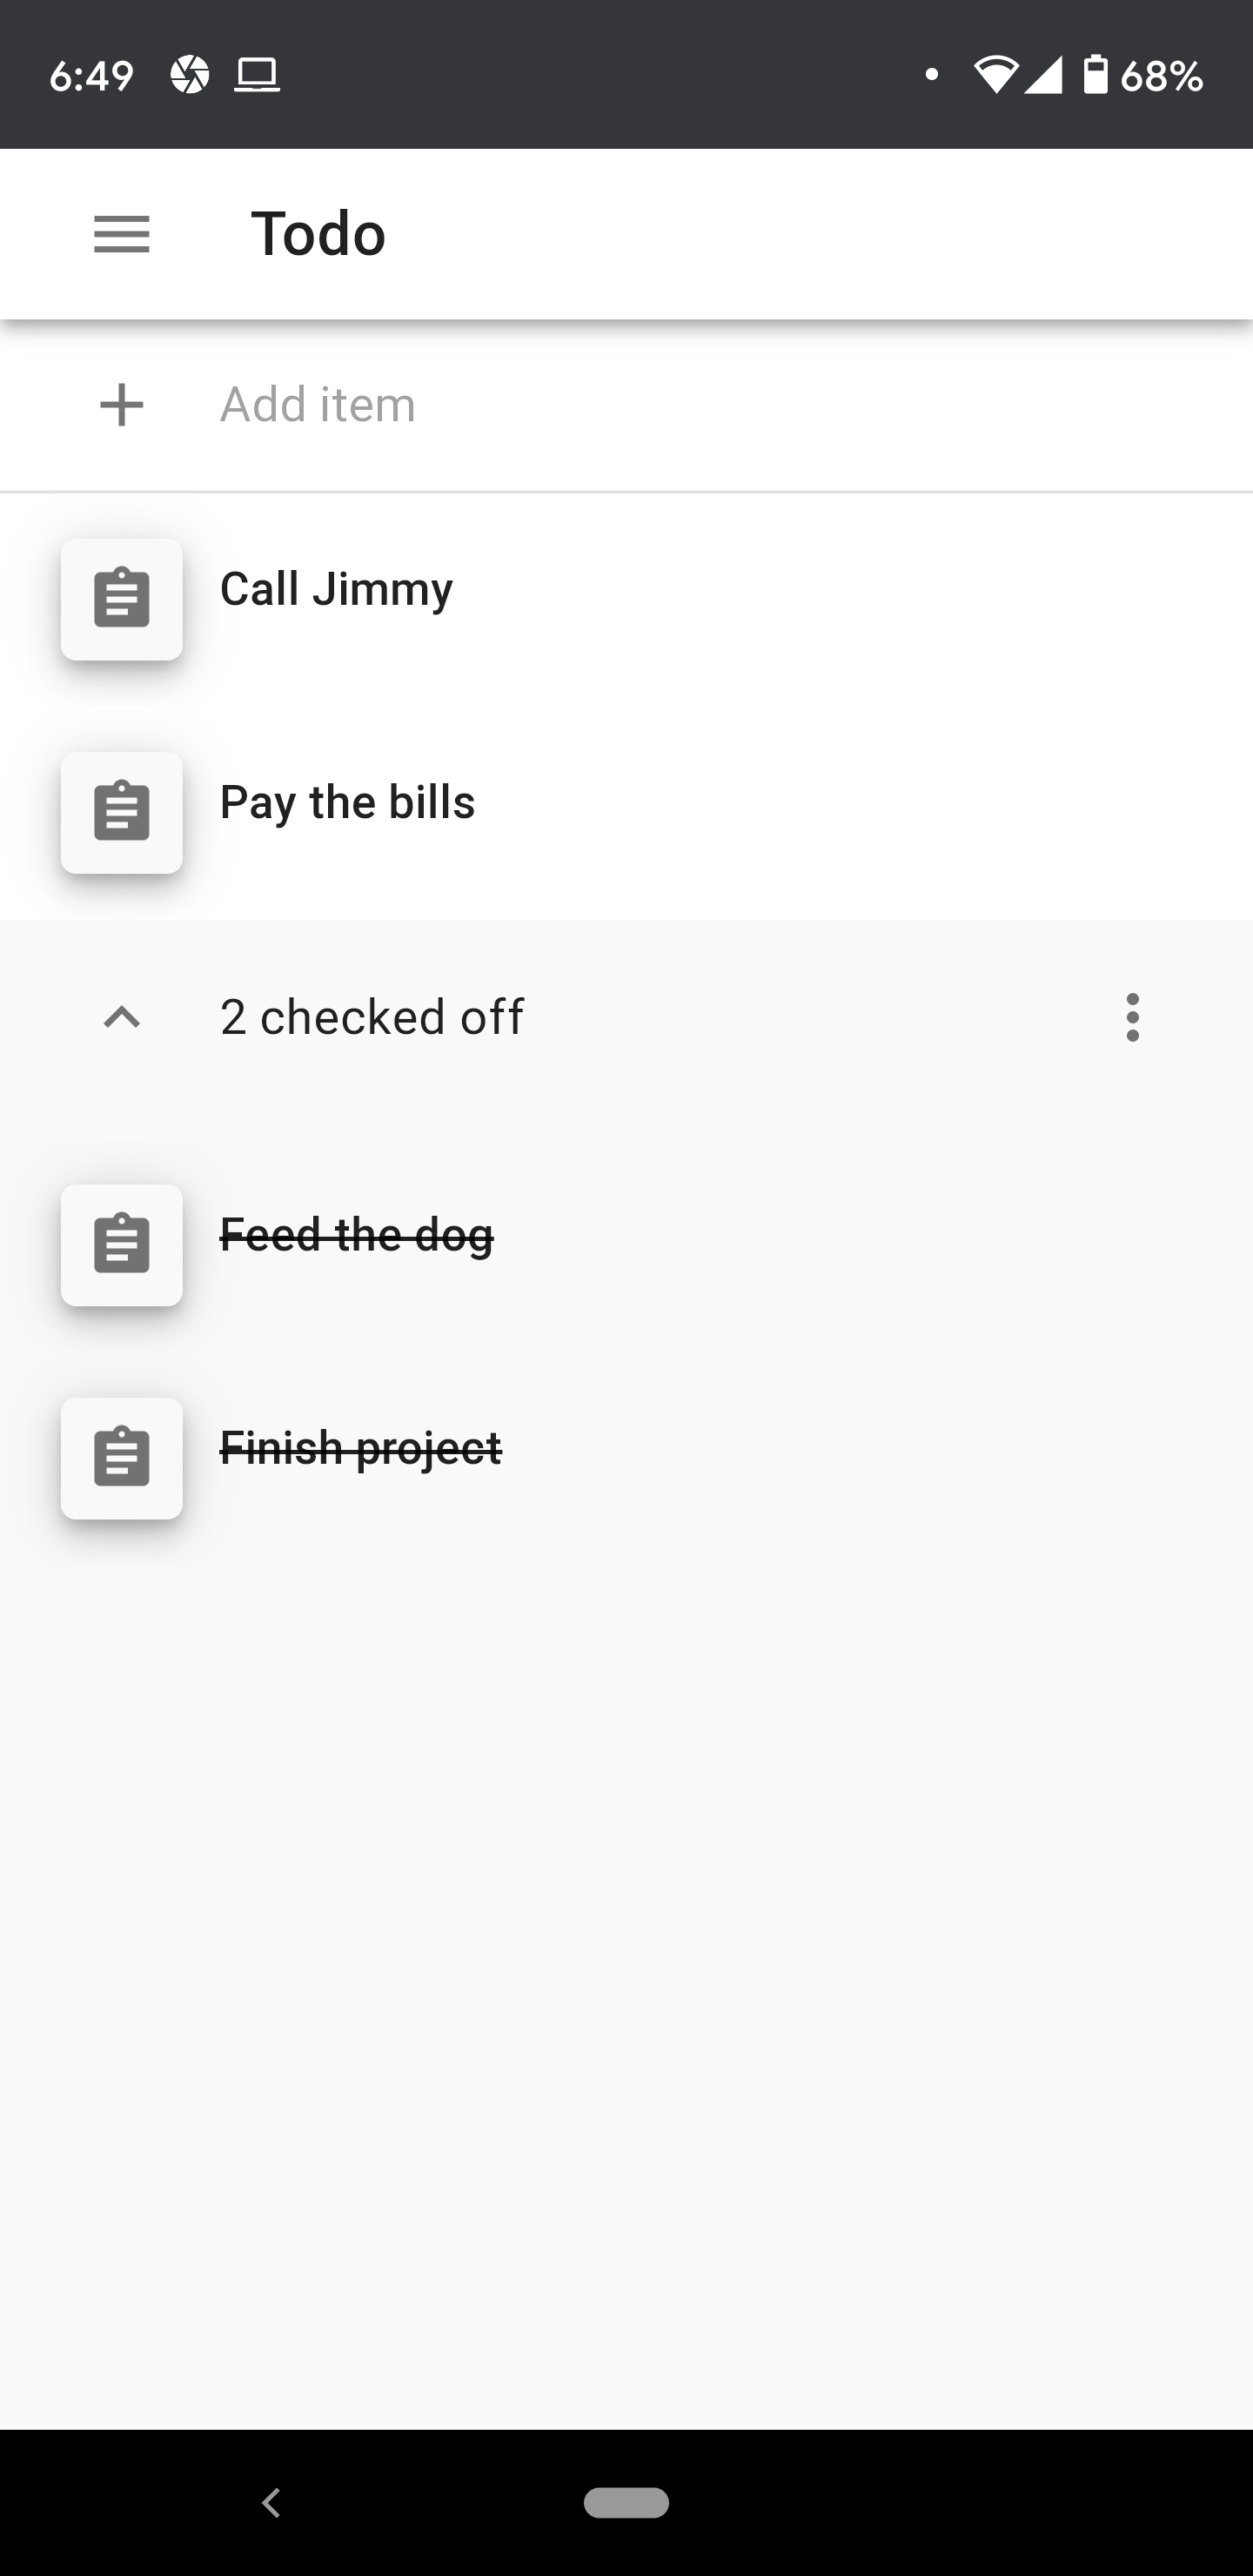 6:49 68%
Todo
Add item
Call Jimmy
Pay the bills
2 checked off
Feed the dog
Finish project